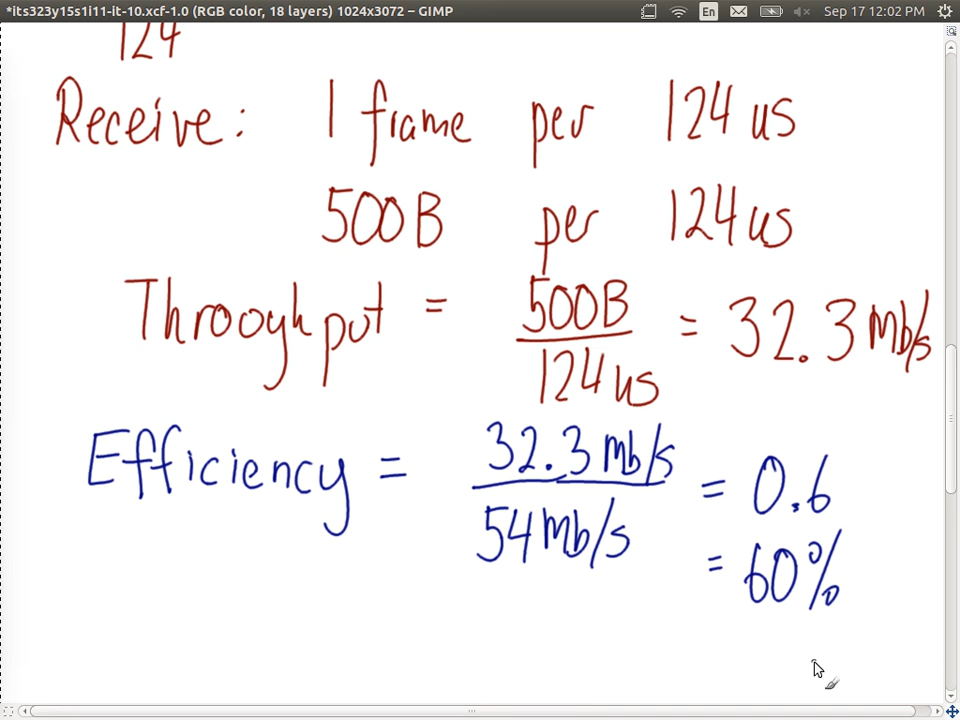 *its323y15s1l11-it-10.xcf-1.0 (RGB color, 18 layers) 1024x3072 – GIMP En Sep 17 12:02 PM
124
Receive: 1 frame per 124 us
500B per 124 us
Throughput = 500B / 124 us = 32.3 mb/s
Efficiency = 32.3 mb/s / 54 mb/s = 0.6
= 60%